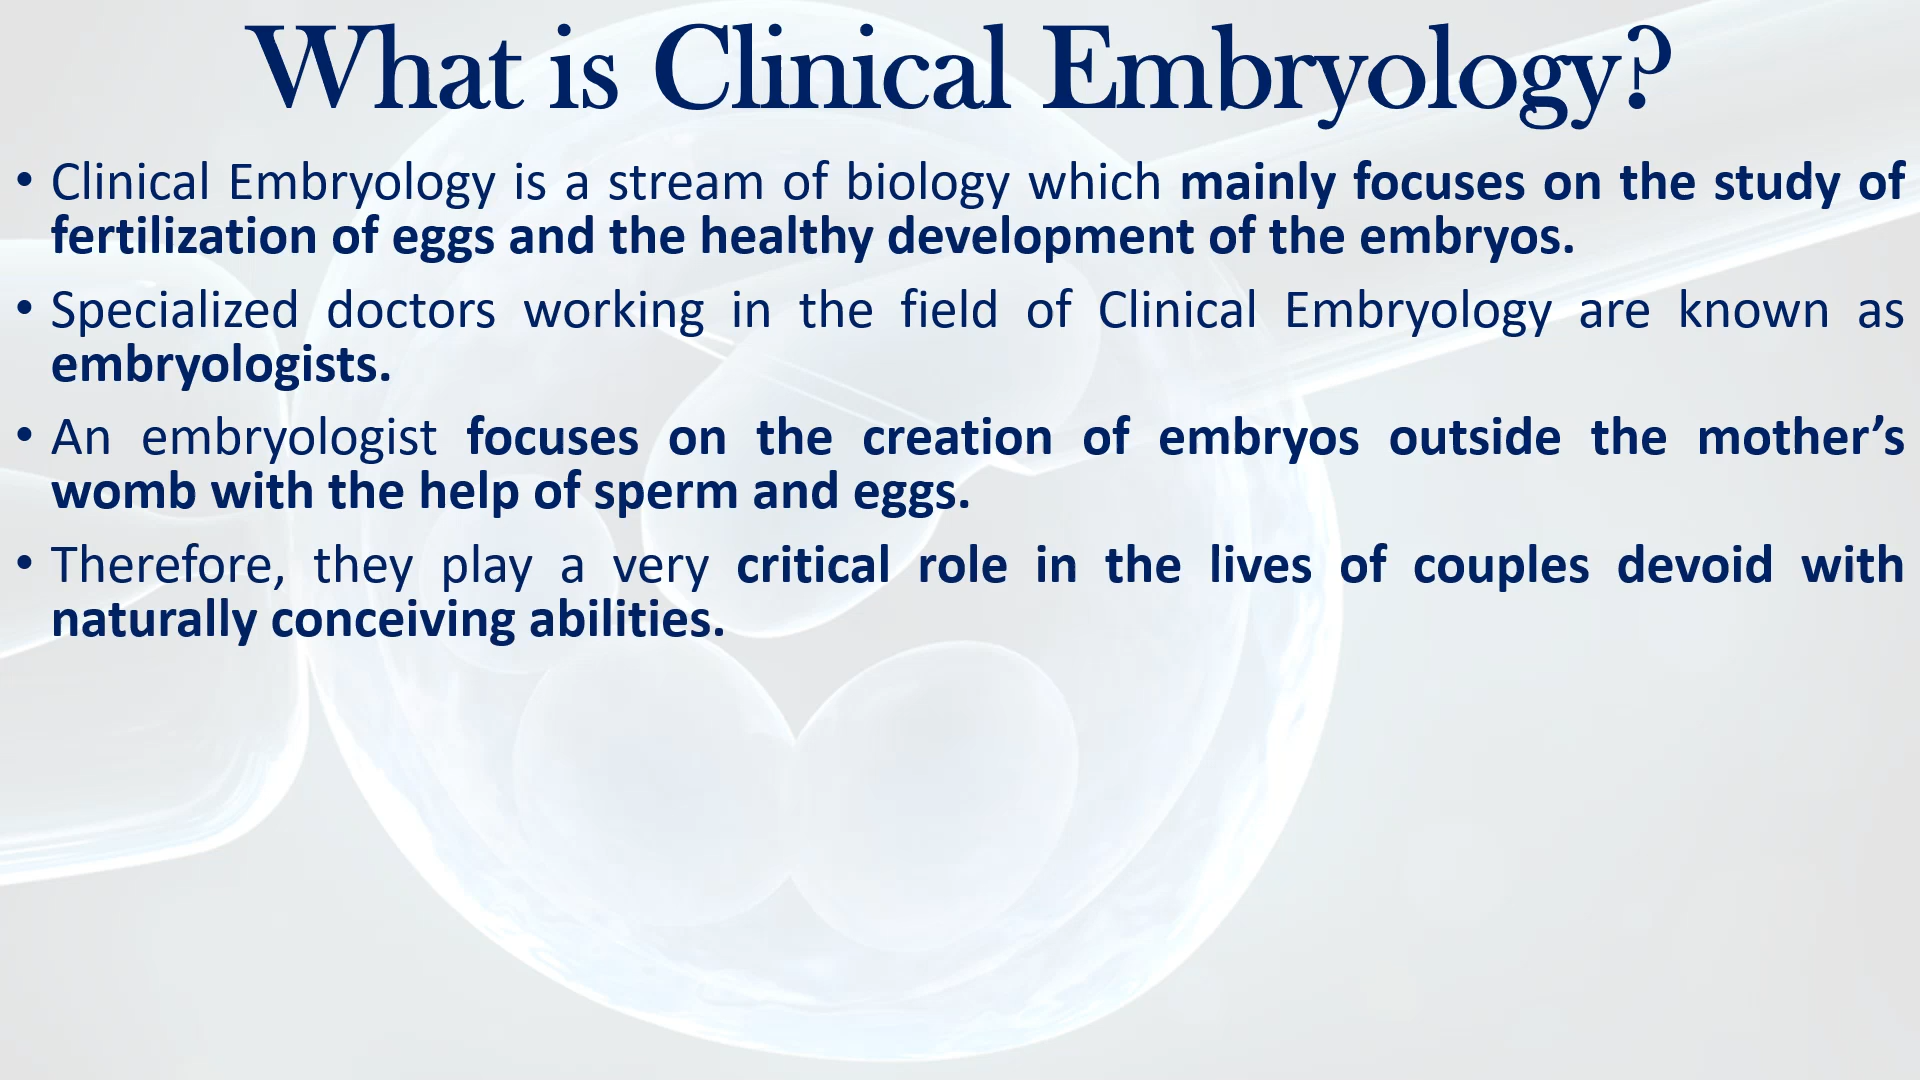 What is Clinical Embryology?
• Clinical Embryology is a stream of biology which mainly focuses on the study of
fertilization of eggs and the healthy development of the embryos.
• Specialized doctors working in the field of Clinical Embryology are known as
embryologists.
• An embryologist focuses on the creation of embryos outside the mother’s
womb with the help of sperm and eggs.
• Therefore, they play a very critical role in the lives of couples devoid with
naturally conceiving abilities.